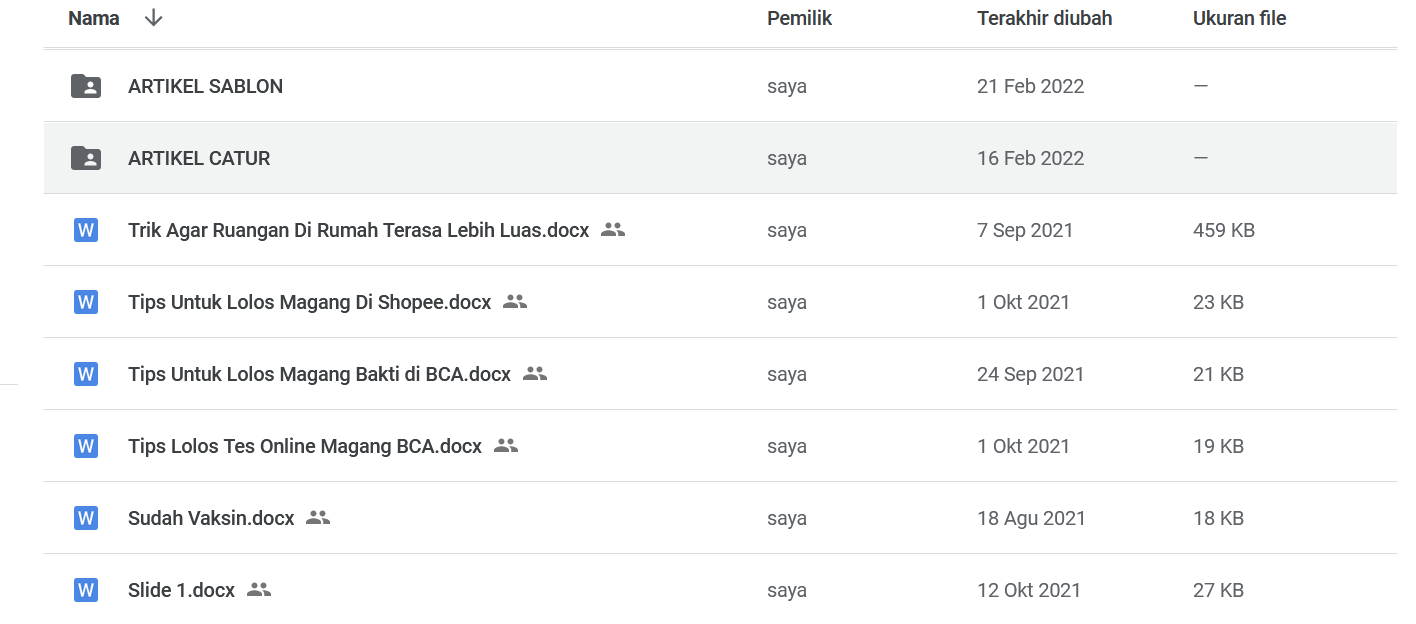 Nama Pemilik Terakhir diubah Ukuran file
ARTIKEL SABLON saya 21 Feb 2022 —
ARTIKEL CATUR saya 16 Feb 2022 —
W Trik Agar Ruangan Di Rumah Terasa Lebih Luas.docx saya 7 Sep 2021 459 KB
W Tips Untuk Lolos Magang Di Shopee.docx saya 1 Okt 2021 23 KB
W Tips Untuk Lolos Magang Bakti di BCA.docx saya 24 Sep 2021 21 KB
W Tips Lolos Tes Online Magang BCA.docx saya 1 Okt 2021 19 KB
W Sudah Vaksin.docx saya 18 Agu 2021 18 KB
W Slide 1.docx saya 12 Okt 2021 27 KB